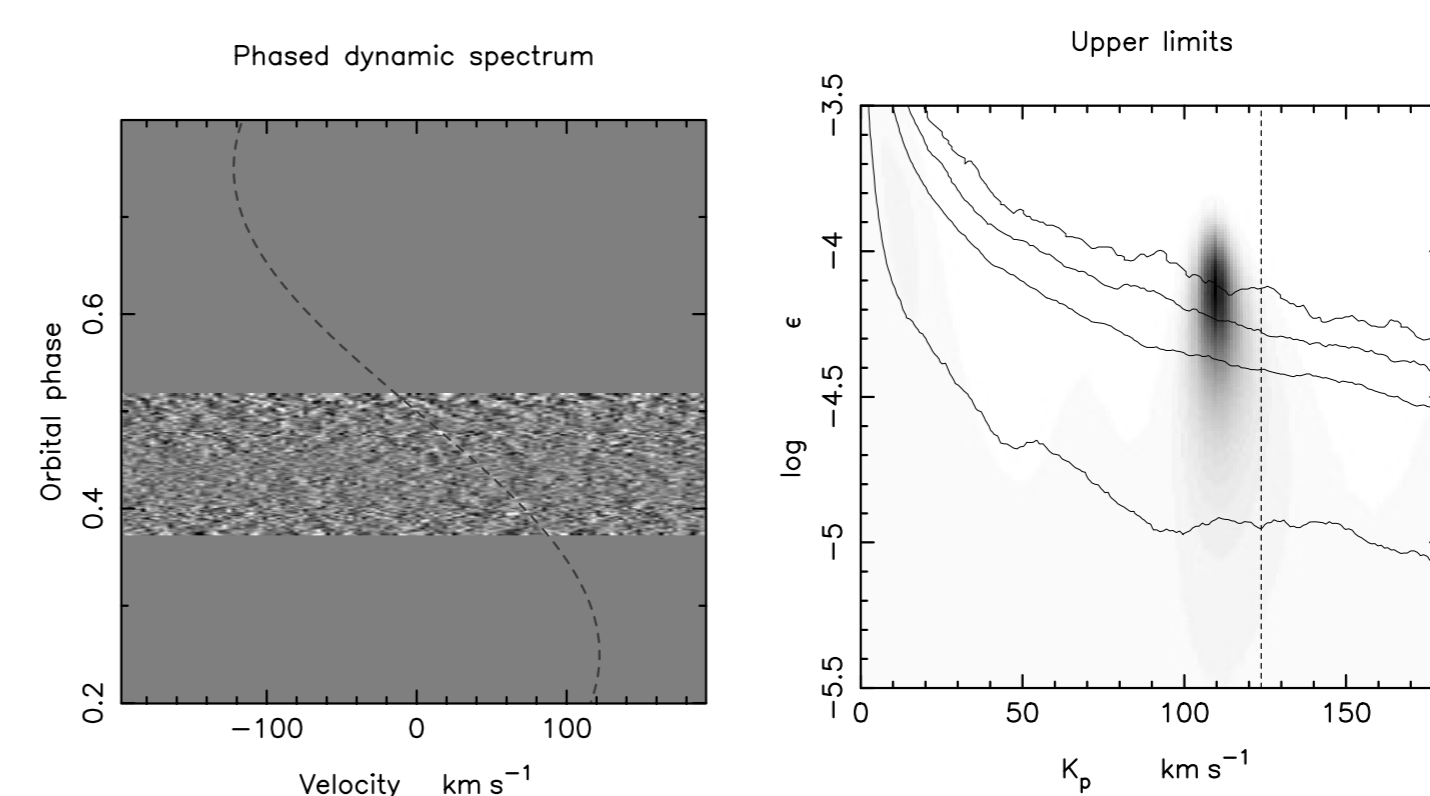 Phased dynamic spectrum
Orbital phase
0.6
0.4
0.2
−100 0 100
Velocity km s⁻¹
Upper limits
log ϵ
−3.5
−4
−4.5
−5
−5.5
0 50 100 150
Kₚ km s⁻¹